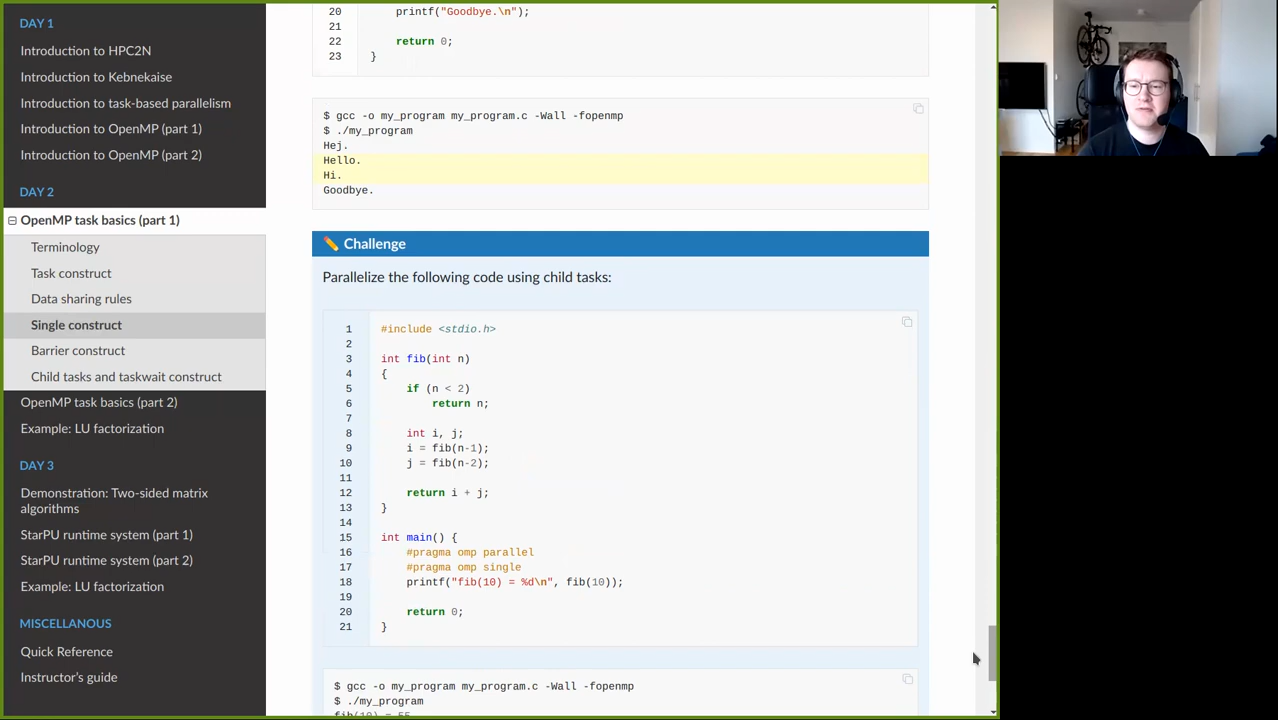 DAY 1
Introduction to HPC2N
Introduction to Kebnekaise
Introduction to task-based parallelism
Introduction to OpenMP (part 1)
Introduction to OpenMP (part 2)
DAY 2
OpenMP task basics (part 1)
Terminology
Task construct
Data sharing rules
Single construct
Barrier construct
Child tasks and taskwait construct
OpenMP task basics (part 2)
Example: LU factorization
DAY 3
Demonstration: Two-sided matrix
algorithms
StarPU runtime system (part 1)
StarPU runtime system (part 2)
Example: LU factorization
MISCELLANOUS
Quick Reference
Instructor's guide
20 printf("Goodbye.\n");
21
22 return 0;
23 }
$ gcc -o my_program my_program.c -Wall -fopenmp
$ ./my_program
Hej.
Hello.
Hi.
Goodbye.
Challenge
Parallelize the following code using child tasks:
1 #include <stdio.h>
2
3 int fib(int n)
4 {
5 if (n < 2)
6 return n;
7
8 int i, j;
9 i = fib(n-1);
10 j = fib(n-2);
11
12 return i + j;
13 }
14
15 int main() {
16 #pragma omp parallel
17 #pragma omp single
18 printf("fib(10) = %d\n", fib(10));
19
20 return 0;
21 }
$ gcc -o my_program my_program.c -Wall -fopenmp
$ ./my_program
fib(10) = 55